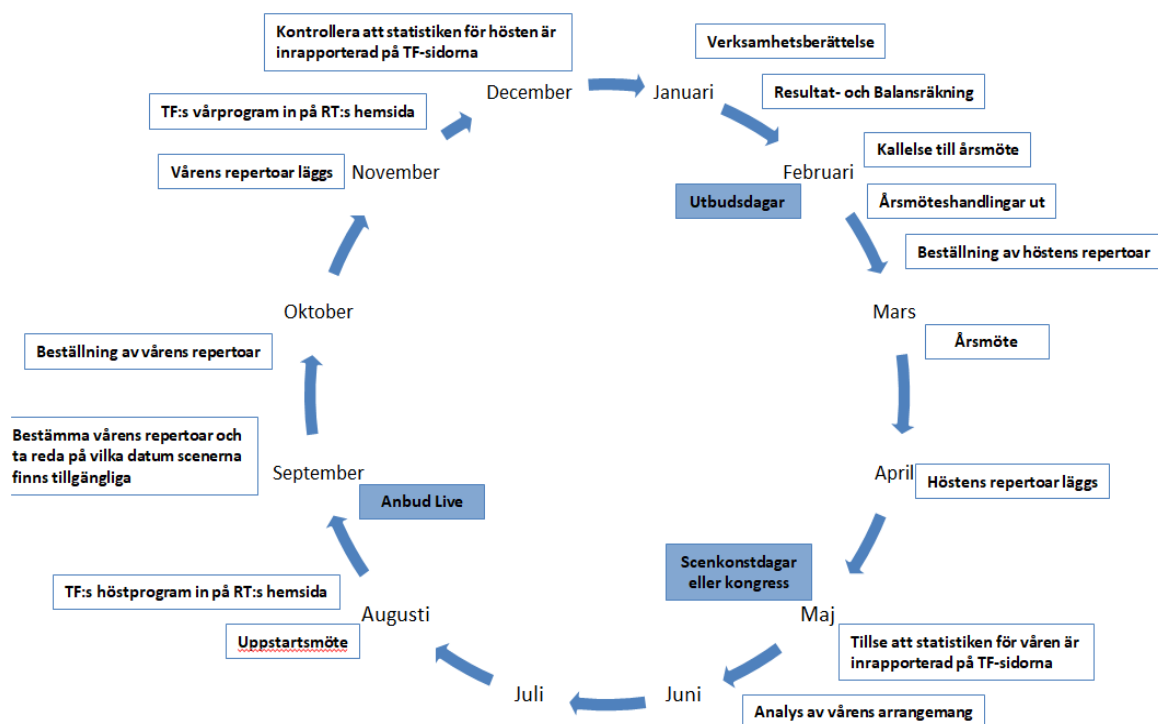 Kontrollera att statistiken för hösten är
inrapporterad på TF-sidorna
December
Januari
Verksamhetsberättelse
Resultat- och Balansräkning
Kallelse till årsmöte
Februari
Utbudsdagar
Årsmöteshandlingar ut
Beställning av höstens repertoar
Mars
Årsmöte
April
Höstens repertoar läggs
Scenkonstdagar
eller kongress
Maj
Tillse att statistiken för våren är
inrapporterad på TF-sidorna
Juni
Analys av vårens arrangemang
Juli
Augusti
Uppstartsmöte
TF:s höstprogram in på RT:s hemsida
September
Anbud Live
Bestämma vårens repertoar och
ta reda på vilka datum scenerna
finns tillgängliga
Beställning av vårens repertoar
Oktober
November
Vårens repertoar läggs
TF:s vårprogram in på RT:s hemsida